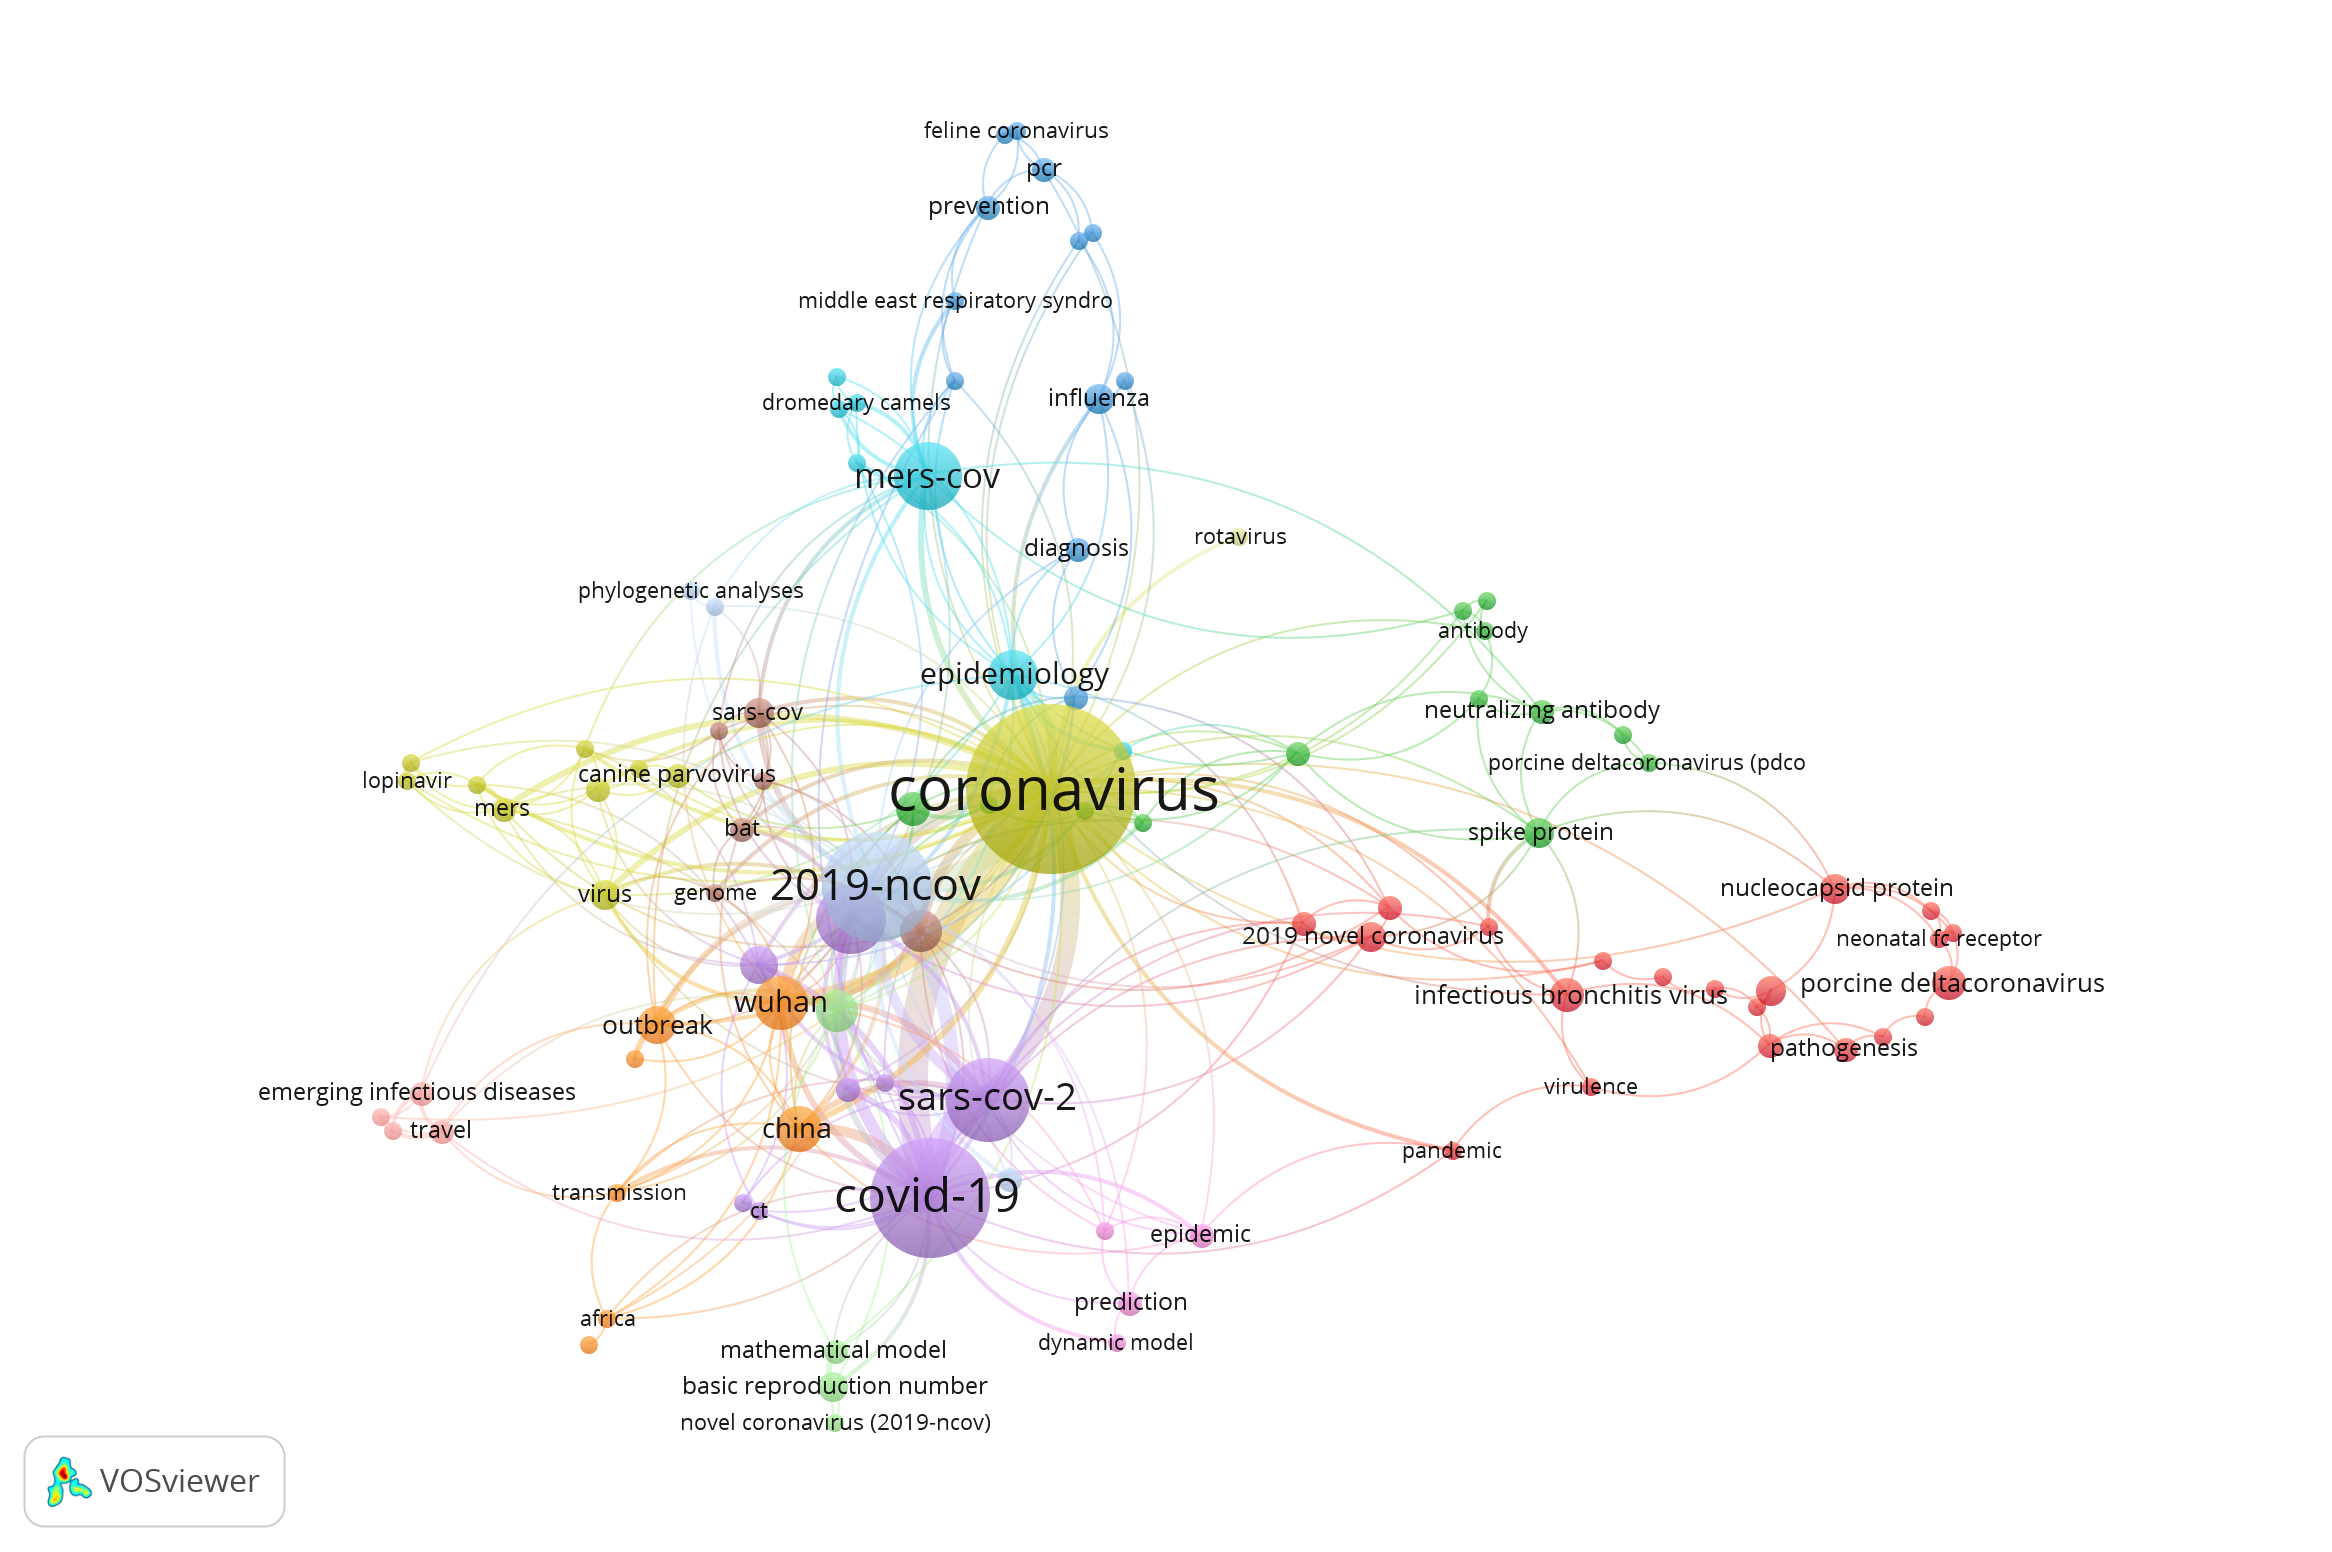 feline coronavirus
pcr
prevention
middle east respiratory syndro
influenza
dromedary camels
mers-cov
rotavirus
diagnosis
phylogenetic analyses
antibody
epidemiology
sars-cov
neutralizing antibody
porcine deltacoronavirus (pdco
canine parvovirus
lopinavir
coronavirus
mers
bat
spike protein
2019-ncov
nucleocapsid protein
virus
genome
2019 novel coronavirus
neonatal fc receptor
porcine deltacoronavirus
infectious bronchitis virus
wuhan
outbreak
pathogenesis
emerging infectious diseases
sars-cov-2
virulence
travel
china
pandemic
transmission
covid-19
ct
epidemic
prediction
africa
dynamic model
mathematical model
basic reproduction number
novel coronavirus (2019-ncov)
VOSviewer